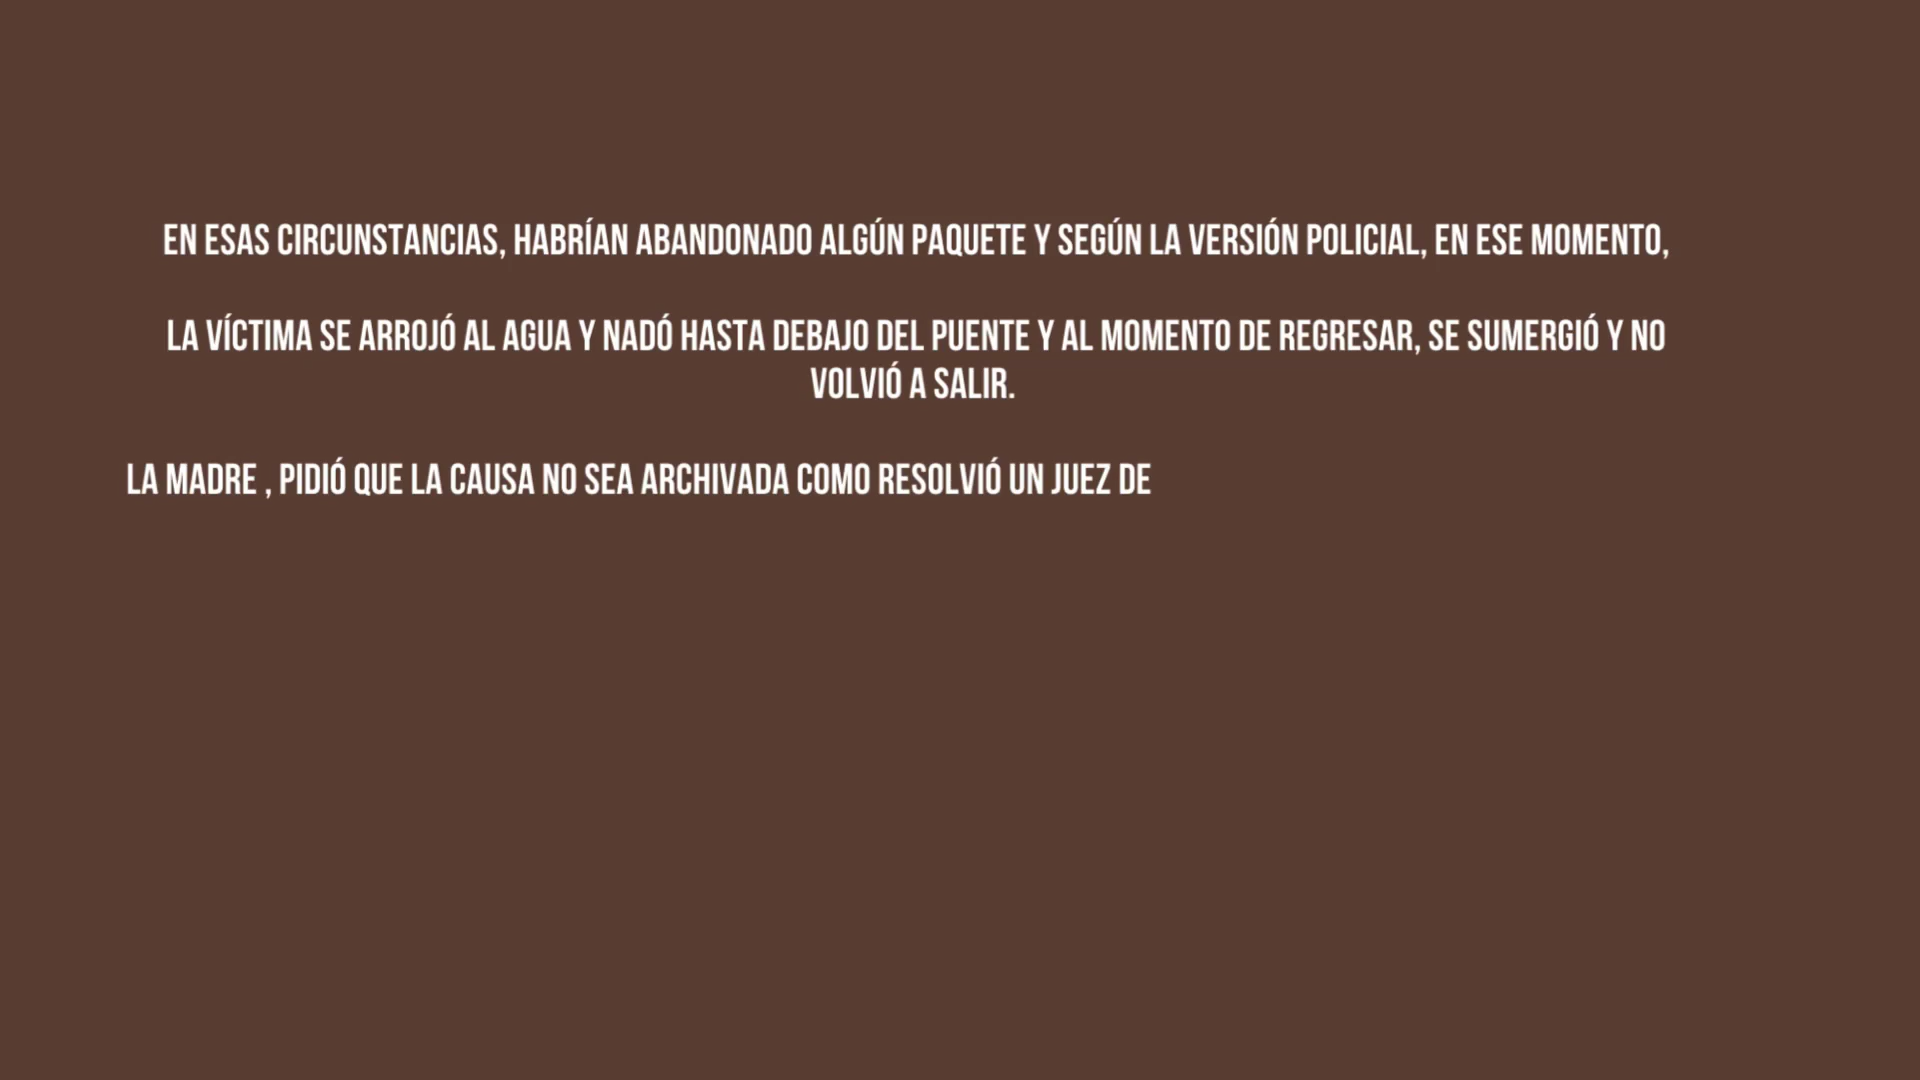 EN ESAS CIRCUNSTANCIAS, HABRÍAN ABANDONADO ALGÚN PAQUETE Y SEGÚN LA VERSIÓN POLICIAL, EN ESE MOMENTO,
LA VÍCTIMA SE ARROJÓ AL AGUA Y NADÓ HASTA DEBAJO DEL PUENTE Y AL MOMENTO DE REGRESAR, SE SUMERGIÓ Y NO
VOLVIÓ A SALIR.
LA MADRE , PIDIÓ QUE LA CAUSA NO SEA ARCHIVADA COMO RESOLVIÓ UN JUEZ DE